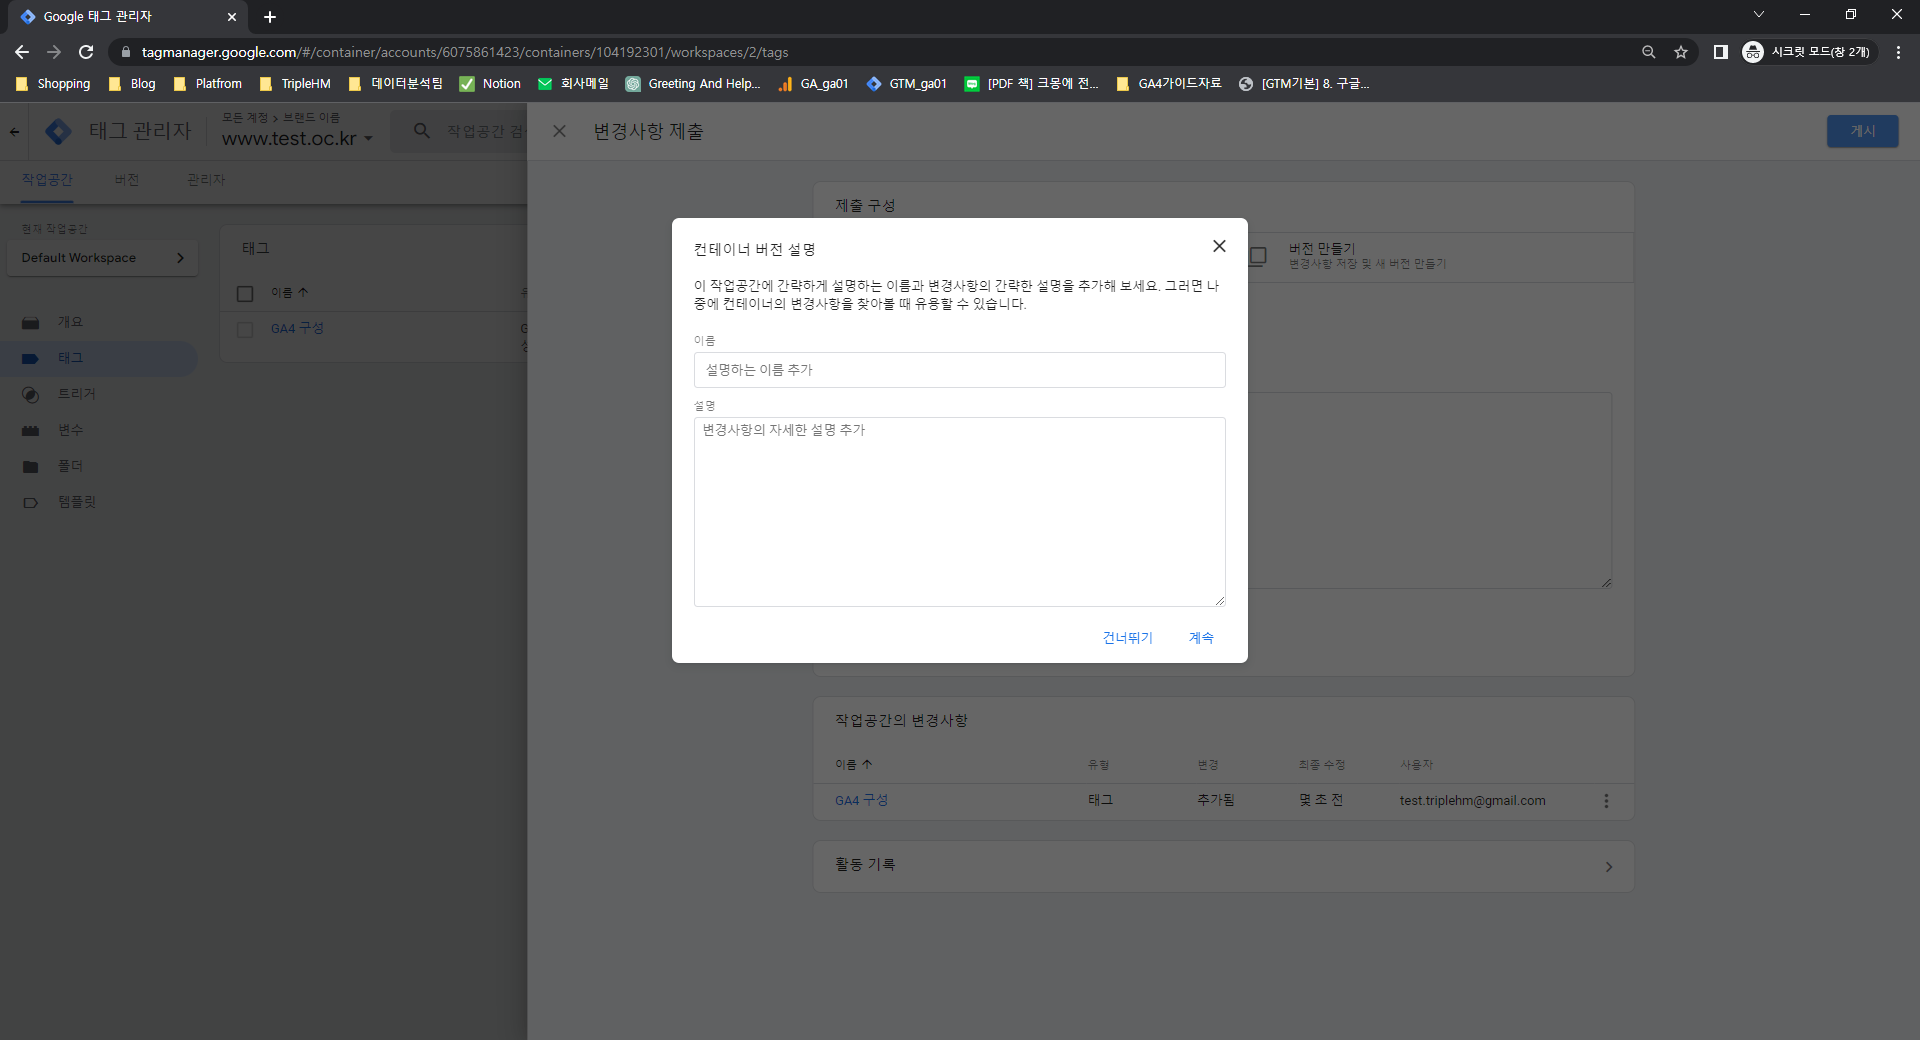 Google 태그 관리자
tagmanager.google.com/#/container/accounts/6075861423/containers/104192301/workspaces/2/tags
시크릿 모드(창 2개)
Shopping
Blog
Platfrom
TripleHM
데이터분석팀
Notion
회사메일
Greeting And Help...
GA_ga01
GTM_ga01
[PDF 책] 크몽에 전...
GA4가이드자료
[GTM기본] 8. 구글...
태그 관리자
모든 계정 > 브랜드 이름
www.test.oc.kr
작업공간 검
변경사항 제출
게시
작업공간
버전
관리자
현재 작업공간
Default Workspace
개요
태그
트리거
변수
폴더
템플릿
태그
이름
GA4 구성
제출 구성
버전 만들기
변경사항 저장 및 새 버전 만들기
컨테이너 버전 설명
이 작업공간에 간략하게 설명하는 이름과 변경사항의 간략한 설명을 추가해 보세요. 그러면 나
중에 컨테이너의 변경사항을 찾아볼 때 유용할 수 있습니다.
이름
설명하는 이름 추가
설명
변경사항의 자세한 설명 추가
건너뛰기
계속
작업공간의 변경사항
이름 유형 변경 최종 수정 사용자
GA4 구성 태그 추가됨 몇 초 전 test.triplehm@gmail.com
활동 기록